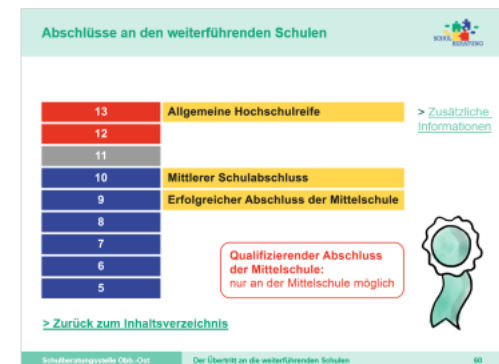 Abschlüsse an den weiterführenden Schulen
SCHUL
BERATUNG
13 Allgemeine Hochschulreife
> Zusätzliche
Informationen
12
11
10 Mittlerer Schulabschluss
9 Erfolgreicher Abschluss der Mittelschule
8
7
6
5
Qualifizierender Abschluss
der Mittelschule:
nur an der Mittelschule möglich
> Zurück zum Inhaltsverzeichnis
Schulberatungsstelle Obb.-Ost Der Übertritt an die weiterführenden Schulen 60